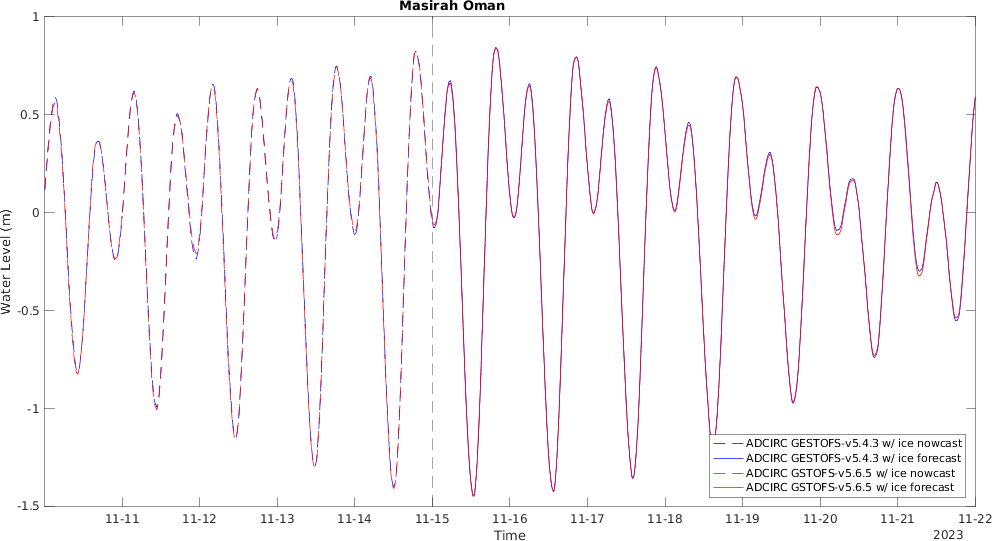 Masirah Oman
Water Level (m)
1
0.5
0
-0.5
-1
-1.5
ADCIRC GESTOFS-v5.4.3 w/ ice nowcast
ADCIRC GESTOFS-v5.4.3 w/ ice forecast
ADCIRC GSTOFS-v5.6.5 w/ ice nowcast
ADCIRC GSTOFS-v5.6.5 w/ ice forecast
11-11 11-12 11-13 11-14 11-15 11-16 11-17 11-18 11-19 11-20 11-21 11-22
Time
2023